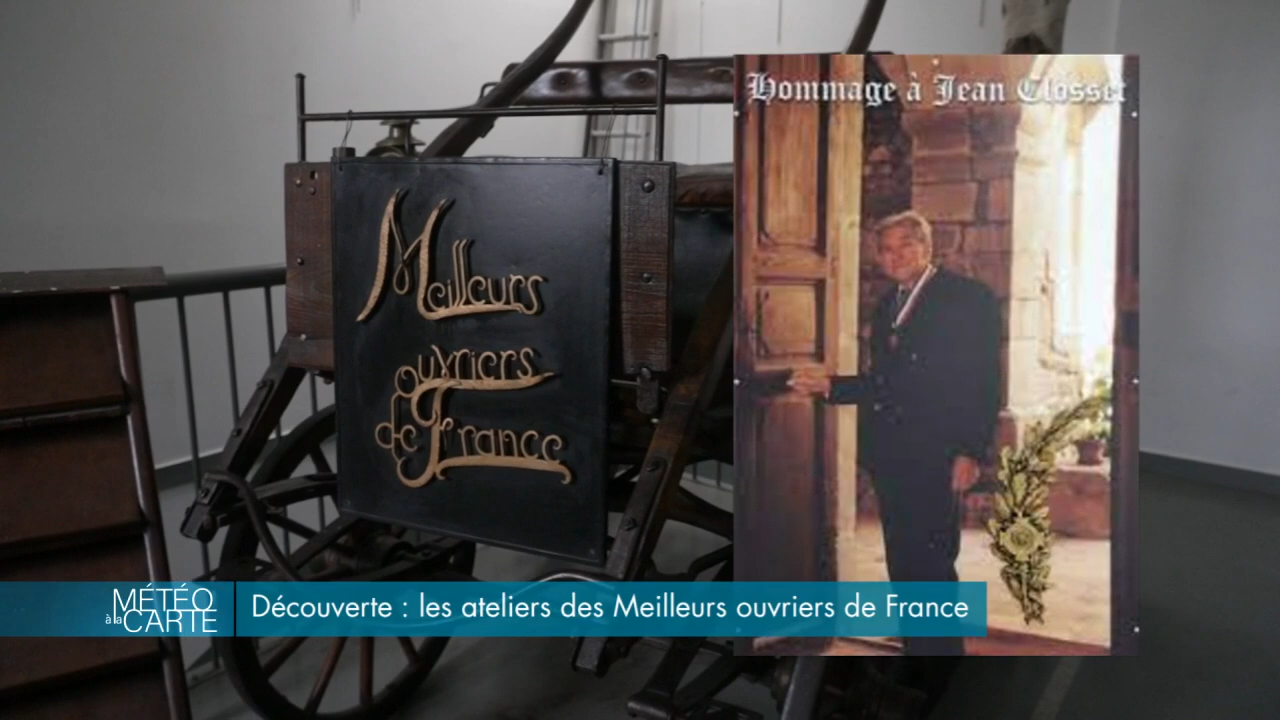 Hommage à Jean Closset
Meilleurs
ouvriers
de France
MÉTÉO
à la CARTE
Découverte : les ateliers des Meilleurs ouvriers de France